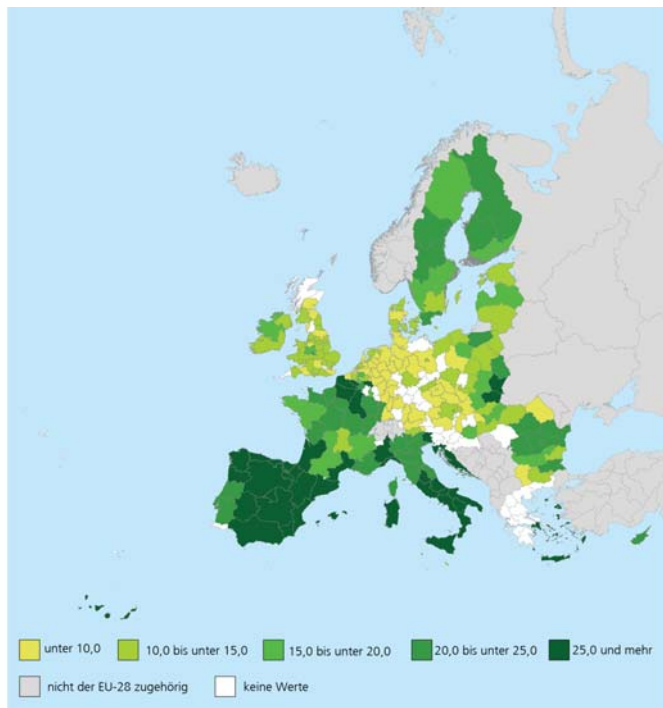 unter 10,0 10,0 bis unter 15,0 15,0 bis unter 20,0 20,0 bis unter 25,0 25,0 und mehr
nicht der EU-28 zugehörig keine Werte